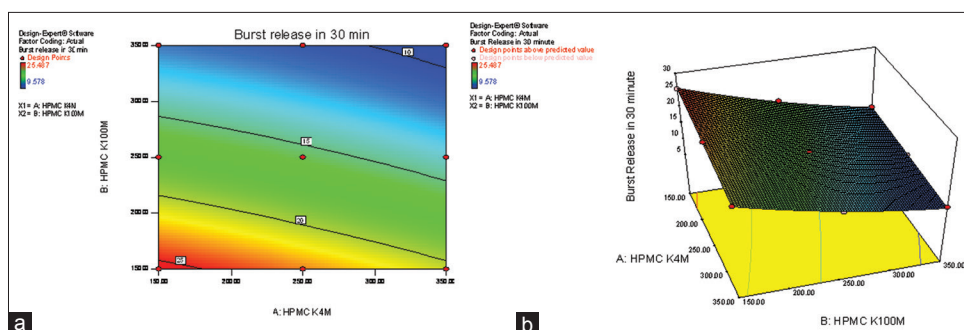 Design-Expert® Software
Factor Coding: Actual
Burst release in 30 min
Design Points
25.487
9.578
X1 = A: HPMC K4M
X2 = B: HPMC K100M
Burst release in 30 min
B: HPMC K100M
350.00
300.00
250.00
200.00
150.00
10
15
20
25
150.00
200.00
250.00
300.00
350.00
A: HPMC K4M
a
Design-Expert® Software
Factor Coding: Actual
Burst Release in 30 minute
Design points above predicted value
Design points below predicted value
25.487
9.578
X1 = A: HPMC K4M
X2 = B: HPMC K100M
Burst Release in 30 minute
30
25
20
15
10
5
150.00
200.00
250.00
300.00
350.00
A: HPMC K4M
150.00
200.00
250.00
300.00
350.00
B: HPMC K100M
b